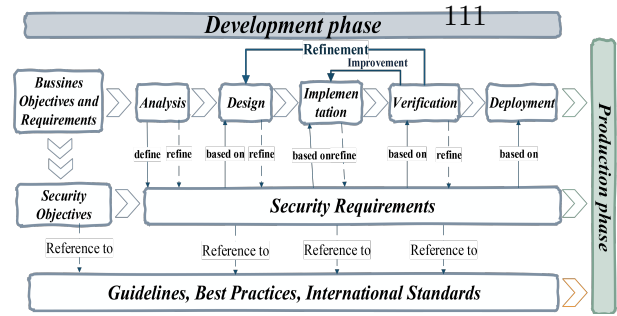 111
Development phase
Refinement
Improvement
Bussines
Objectives and
Requirements
Analysis
Design
Implemen
tation
Verification
Deployment
define
refine
based on
refine
based on
refine
based on
refine
based on
Security
Objectives
Security Requirements
Reference to
Reference to
Reference to
Reference to
Guidelines, Best Practices, International Standards
Production phase